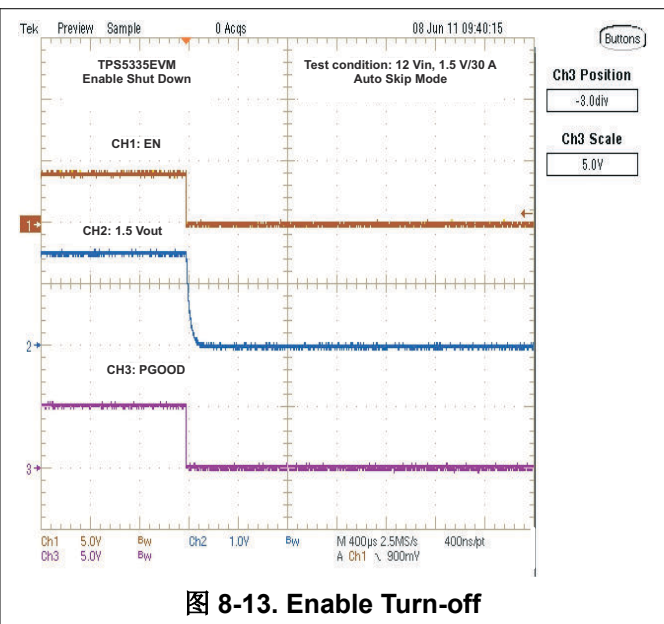 Tek Preview Sample 0 Acqs 08 Jun 11 09:40:15
Buttons
TPS5335EVM
Enable Shut Down
Test condition: 12 Vin, 1.5 V/30 A
Auto Skip Mode
Ch3 Position
-3.0div
Ch3 Scale
5.0V
CH1: EN
1
CH2: 1.5 Vout
2
CH3: PGOOD
3
Ch1 5.0V Bw Ch2 1.0V Bw M 400µs 2.5MS/s 400ns/pt
Ch3 5.0V Bw A Ch1 \ 900mV
图 8-13. Enable Turn-off